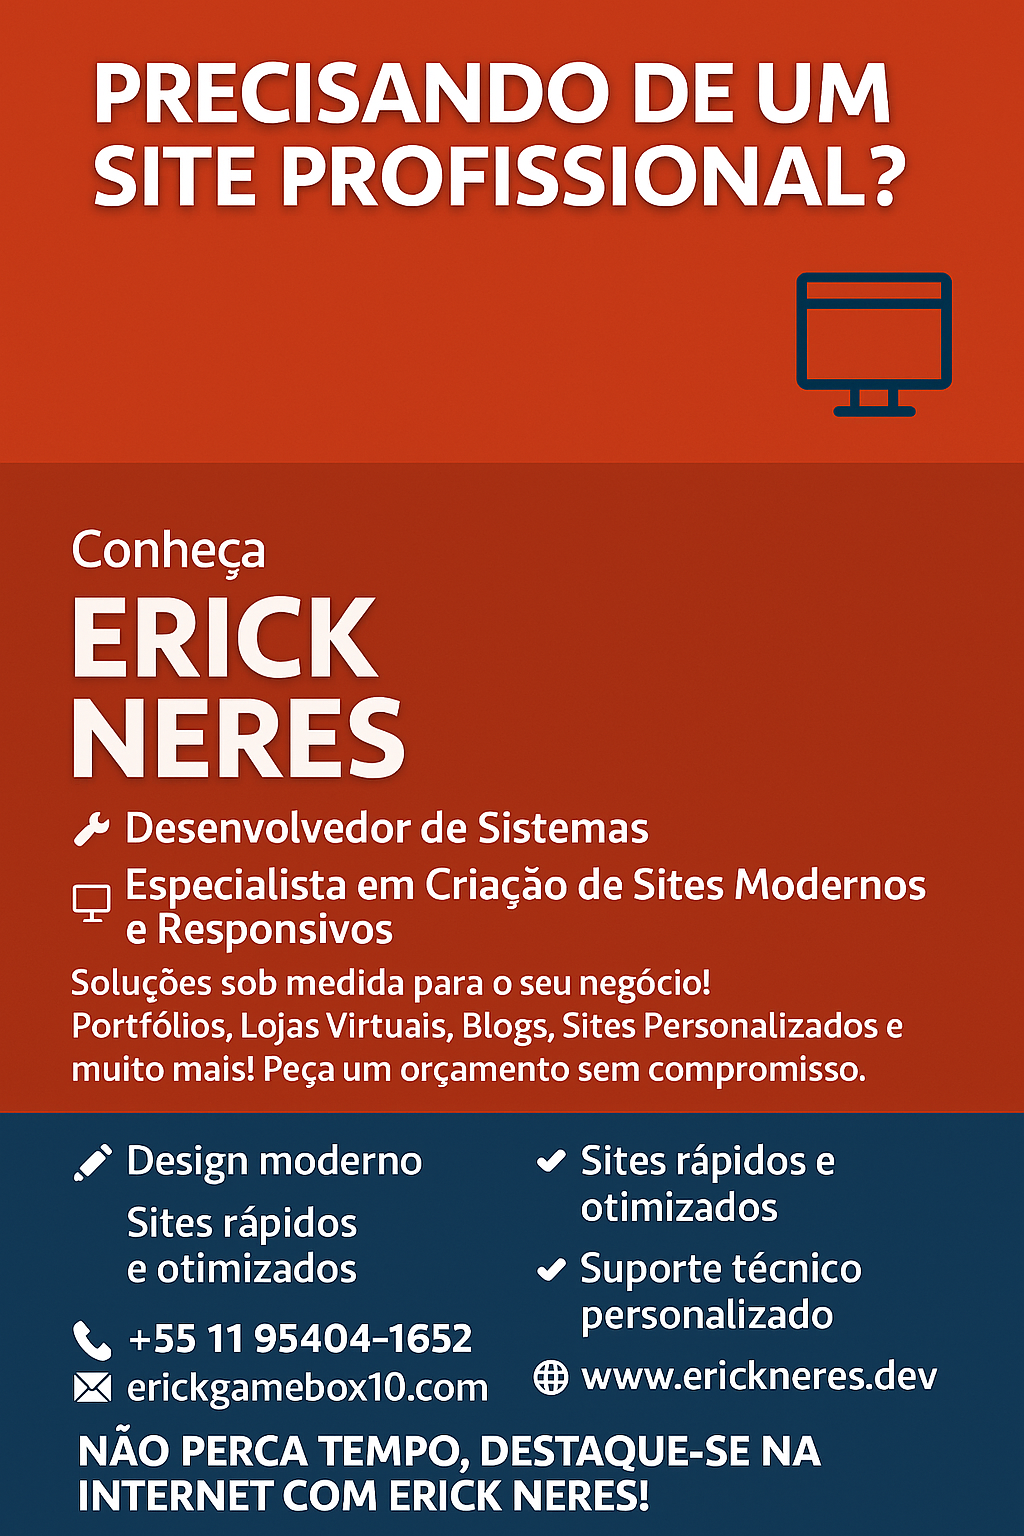 PRECISANDO DE UM
SITE PROFISSIONAL?
Conheça
ERICK
NERES
Desenvolvedor de Sistemas
Especialista em Criação de Sites Modernos
e Responsivos
Soluções sob medida para o seu negócio!
Portfólios, Lojas Virtuais, Blogs, Sites Personalizados e
muito mais! Peça um orçamento sem compromisso.
Design moderno
Sites rápidos
e otimizados
Sites rápidos e
otimizados
Suporte técnico
personalizado
+55 11 95404-1652
erickgamebox10.com
www.erickneres.dev
NÃO PERCA TEMPO, DESTAQUE-SE NA
INTERNET COM ERICK NERES!